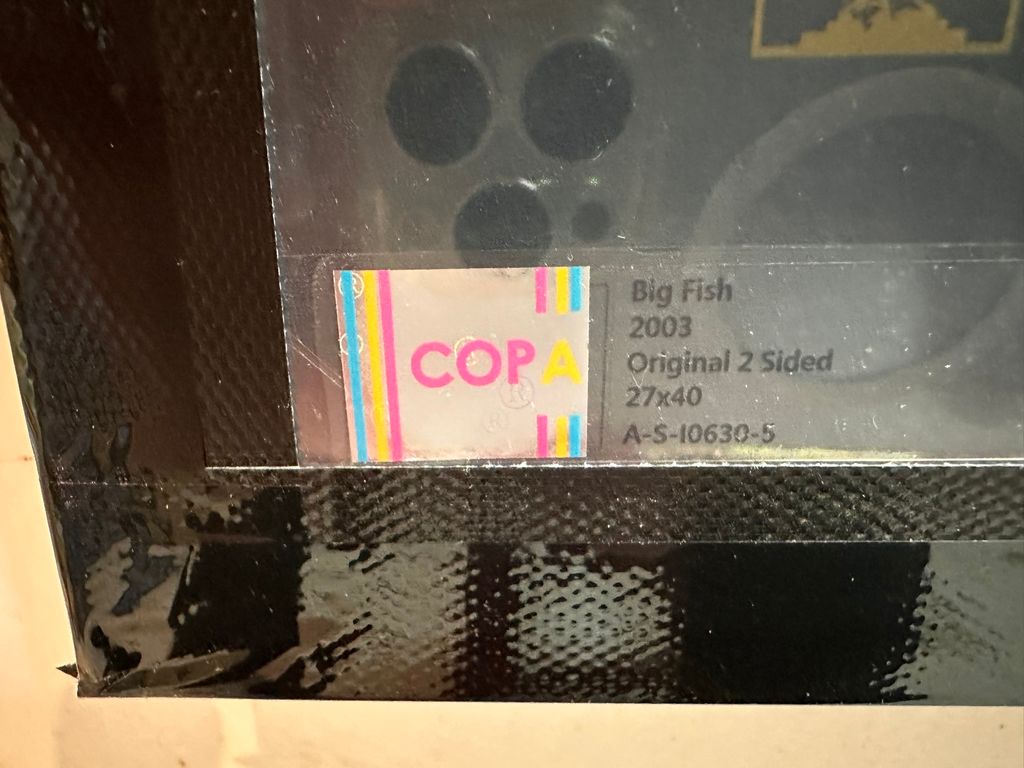 COPA
Big Fish
2003
Original 2 Sided
27x40
A-S-I0630-5